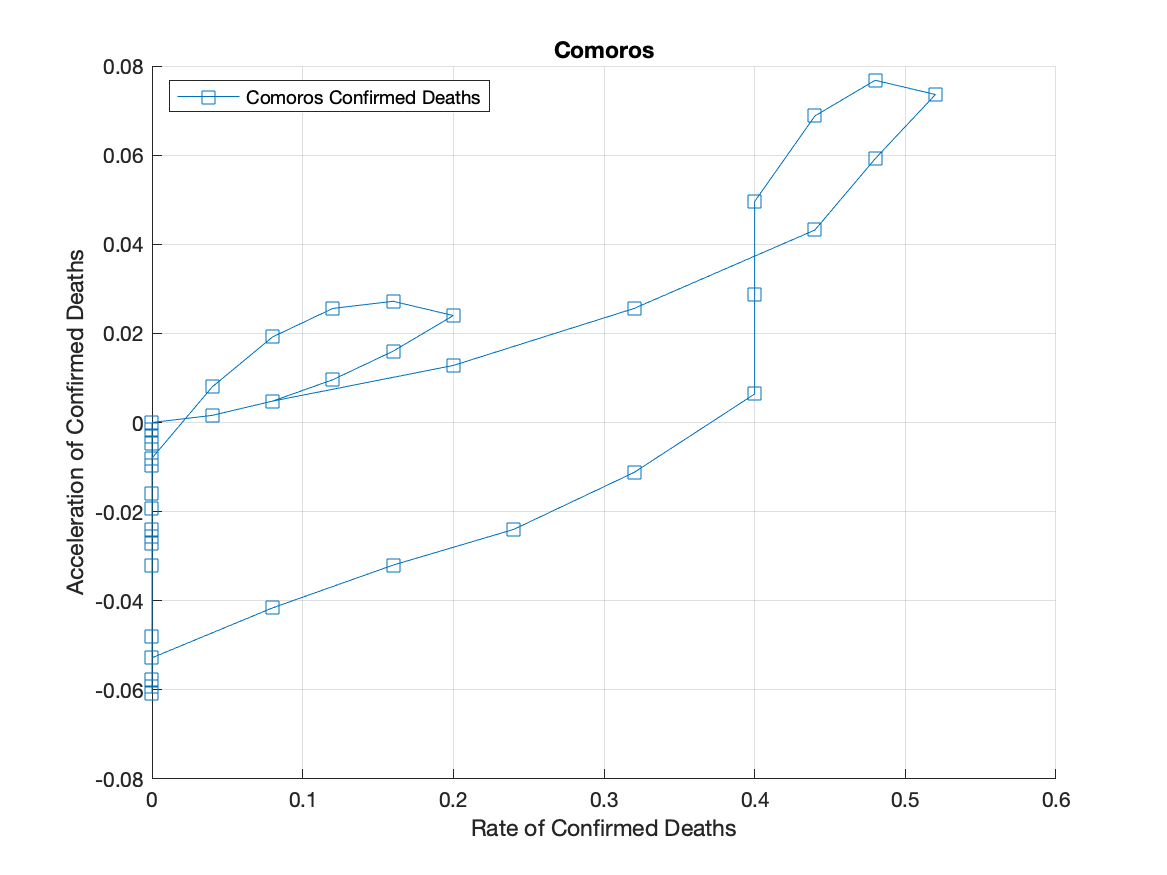 Comoros
Comoros Confirmed Deaths
Acceleration of Confirmed Deaths
0.08
0.06
0.04
0.02
0
-0.02
-0.04
-0.06
-0.08
0 0.1 0.2 0.3 0.4 0.5 0.6
Rate of Confirmed Deaths